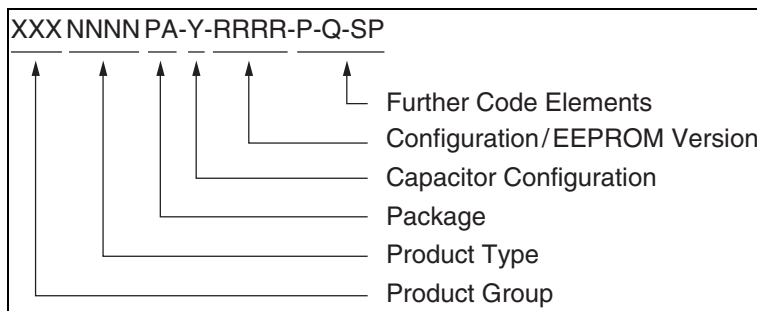 XXX NNNN PA-Y-RRRR-P-Q-SP
Further Code Elements
Configuration/EEPROM Version
Capacitor Configuration
Package
Product Type
Product Group